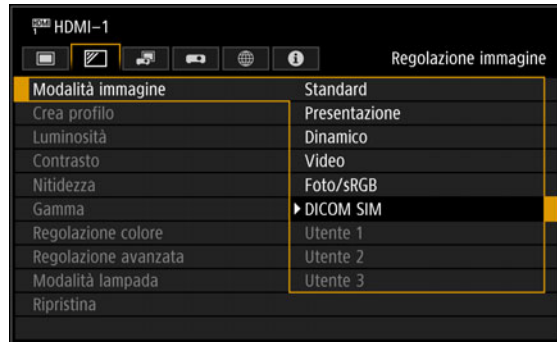 HDMI HDMI-1
Regolazione immagine
Modalità immagine
Standard
Crea profilo
Presentazione
Luminosità
Dinamico
Contrasto
Video
Nitidezza
Foto/sRGB
Gamma
DICOM SIM
Regolazione colore
Utente 1
Regolazione avanzata
Utente 2
Modalità lampada
Utente 3
Ripristina